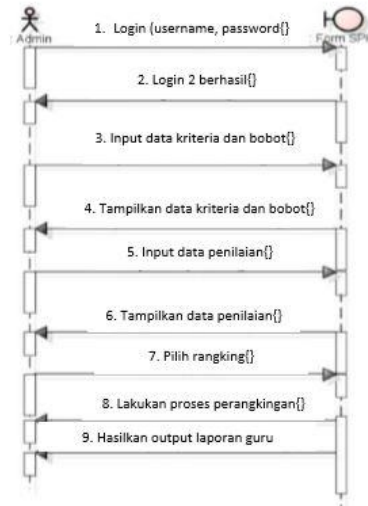 : Admin
: Form SPK
1. Login (username, password{}
2. Login 2 berhasil{}
3. Input data kriteria dan bobot{}
4. Tampilkan data kriteria dan bobot{}
5. Input data penilaian{}
6. Tampilkan data penilaian{}
7. Pilih rangking{}
8. Lakukan proses perangkingan{}
9. Hasilkan output laporan guru